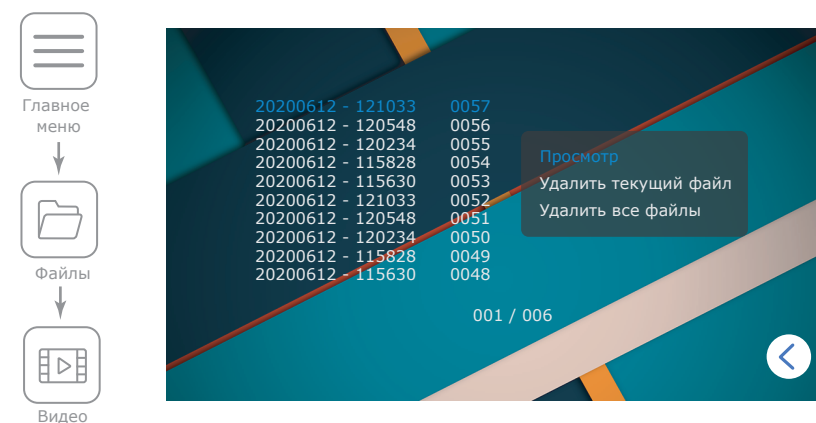 Главное
меню
Файлы
Видео
20200612 - 121033 0057
20200612 - 120548 0056
20200612 - 120234 0055
20200612 - 115828 0054
20200612 - 115630 0053
20200612 - 121033 0052
20200612 - 120548 0051
20200612 - 120234 0050
20200612 - 115828 0049
20200612 - 115630 0048
Просмотр
Удалить текущий файл
Удалить все файлы
001 / 006